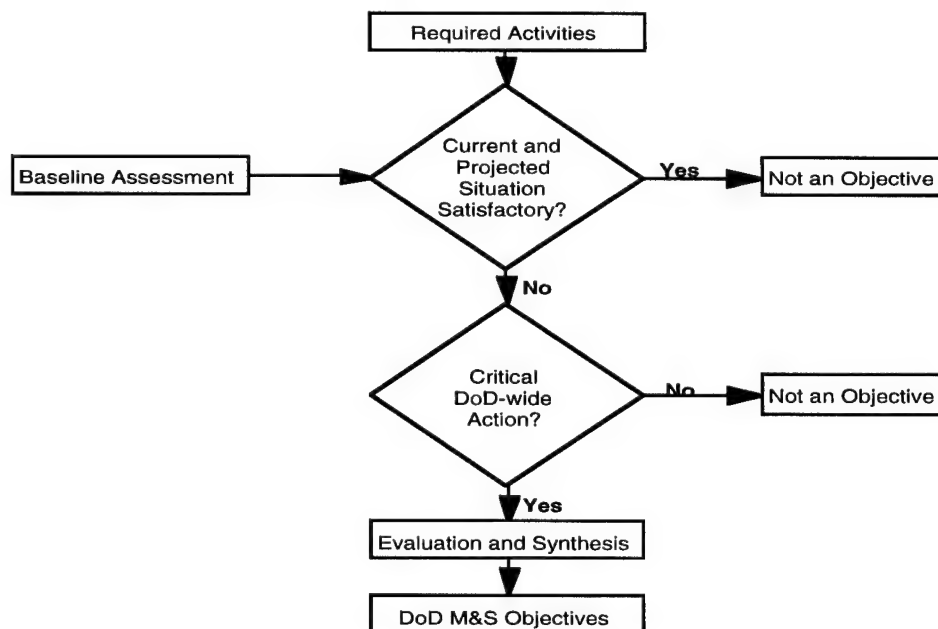 Required Activities
Current and
Projected
Situation
Satisfactory?
Baseline Assessment
Yes
Not an Objective
No
Critical
DoD-wide
Action?
No
Not an Objective
Yes
Evaluation and Synthesis
DoD M&S Objectives